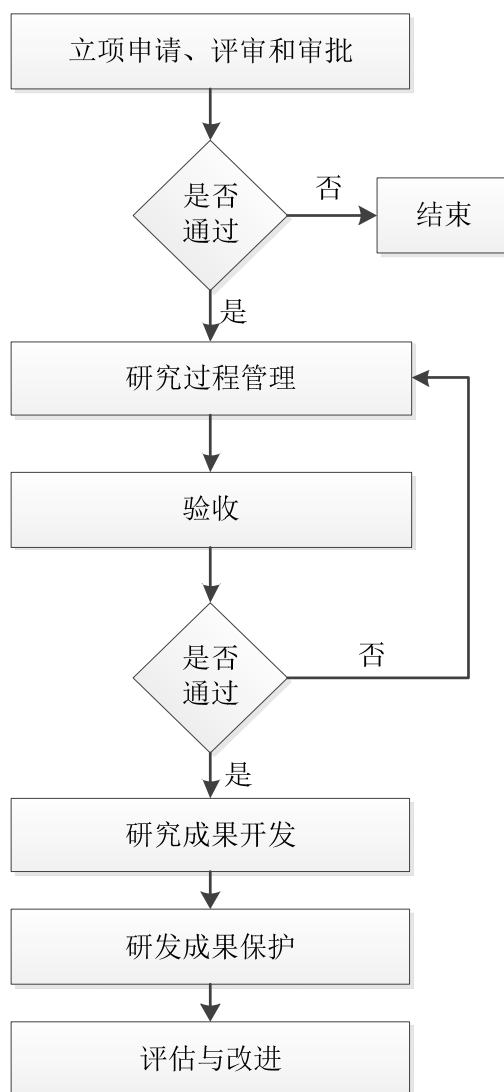 立项申请、评审和审批
是否
通过
否
结束
是
研究过程管理
验收
是否
通过
否
是
研究成果开发
研发成果保护
评估与改进